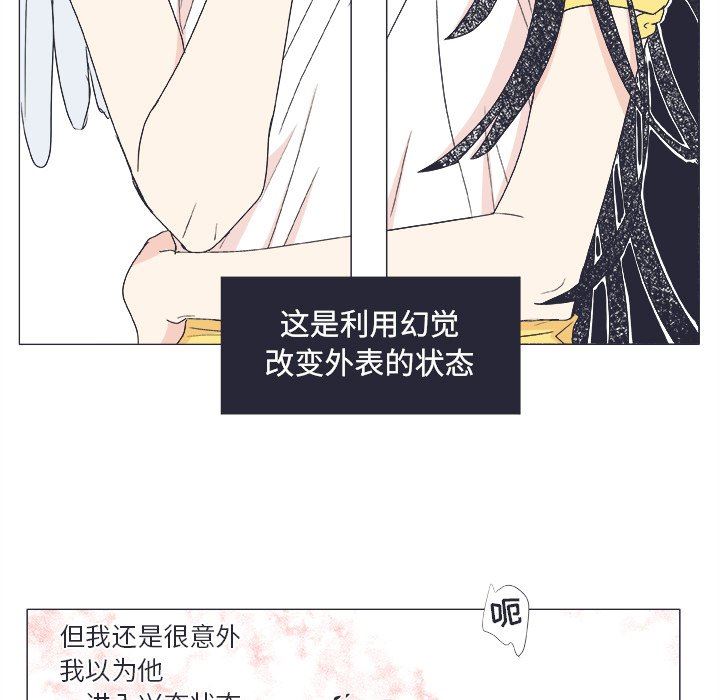 这是利用幻觉
改变外表的状态
呃
但我还是很意外
我以为他